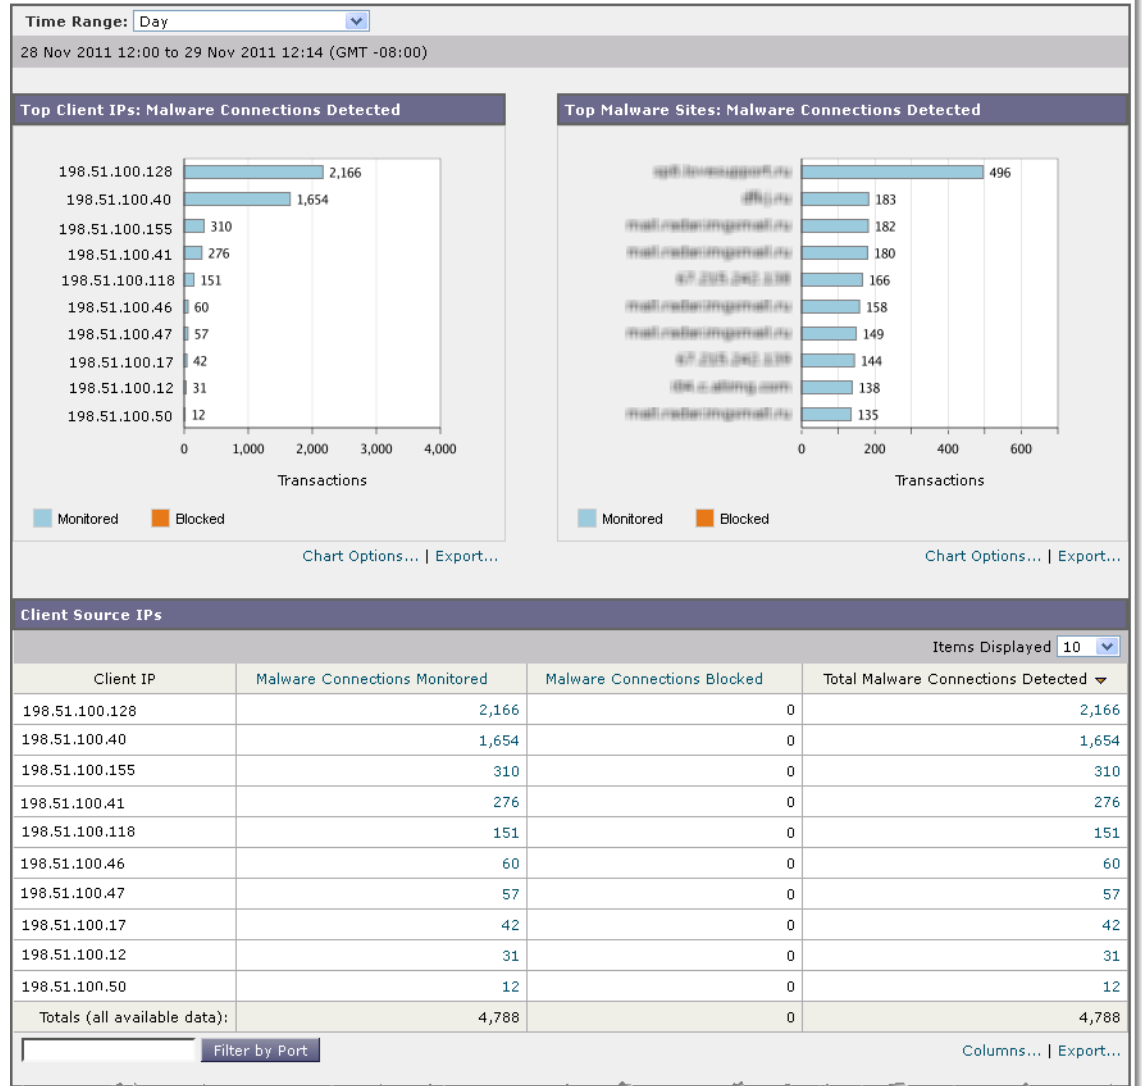 Time Range: Day
28 Nov 2011 12:00 to 29 Nov 2011 12:14 (GMT -08:00)
Top Client IPs: Malware Connections Detected
198.51.100.128 2,166
198.51.100.40 1,654
198.51.100.155 310
198.51.100.41 276
198.51.100.118 151
198.51.100.46 60
198.51.100.47 57
198.51.100.17 42
198.51.100.12 31
198.51.100.50 12
0 1,000 2,000 3,000 4,000
Transactions
Monitored Blocked
Chart Options... | Export...
Top Malware Sites: Malware Connections Detected
496
183
182
180
166
158
149
144
138
135
0 200 400 600
Transactions
Monitored Blocked
Chart Options... | Export...
Client Source IPs
Items Displayed 10
Client IP Malware Connections Monitored Malware Connections Blocked Total Malware Connections Detected
198.51.100.128 2,166 0 2,166
198.51.100.40 1,654 0 1,654
198.51.100.155 310 0 310
198.51.100.41 276 0 276
198.51.100.118 151 0 151
198.51.100.46 60 0 60
198.51.100.47 57 0 57
198.51.100.17 42 0 42
198.51.100.12 31 0 31
198.51.100.50 12 0 12
Totals (all available data): 4,788 0 4,788
Filter by Port
Columns... | Export...